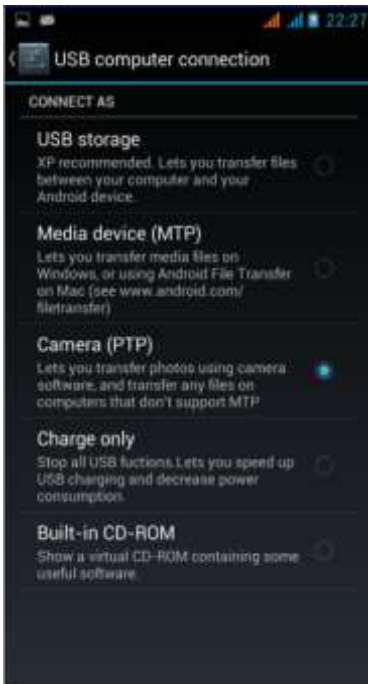 22:27
USB computer connection
CONNECT AS
USB storage
XP recommended. Lets you transfer files
between your computer and your
Android device.
Media device (MTP)
Lets you transfer media files on
Windows, or using Android File Transfer
on Mac (see www.android.com/
filetransfer)
Camera (PTP)
Lets you transfer photos using camera
software, and transfer any files on
computers that don't support MTP
Charge only
Stop all USB fuctions.Lets you speed up
USB charging and decrease power
consumption.
Built-in CD-ROM
Show a virtual CD-ROM containing some
useful software.